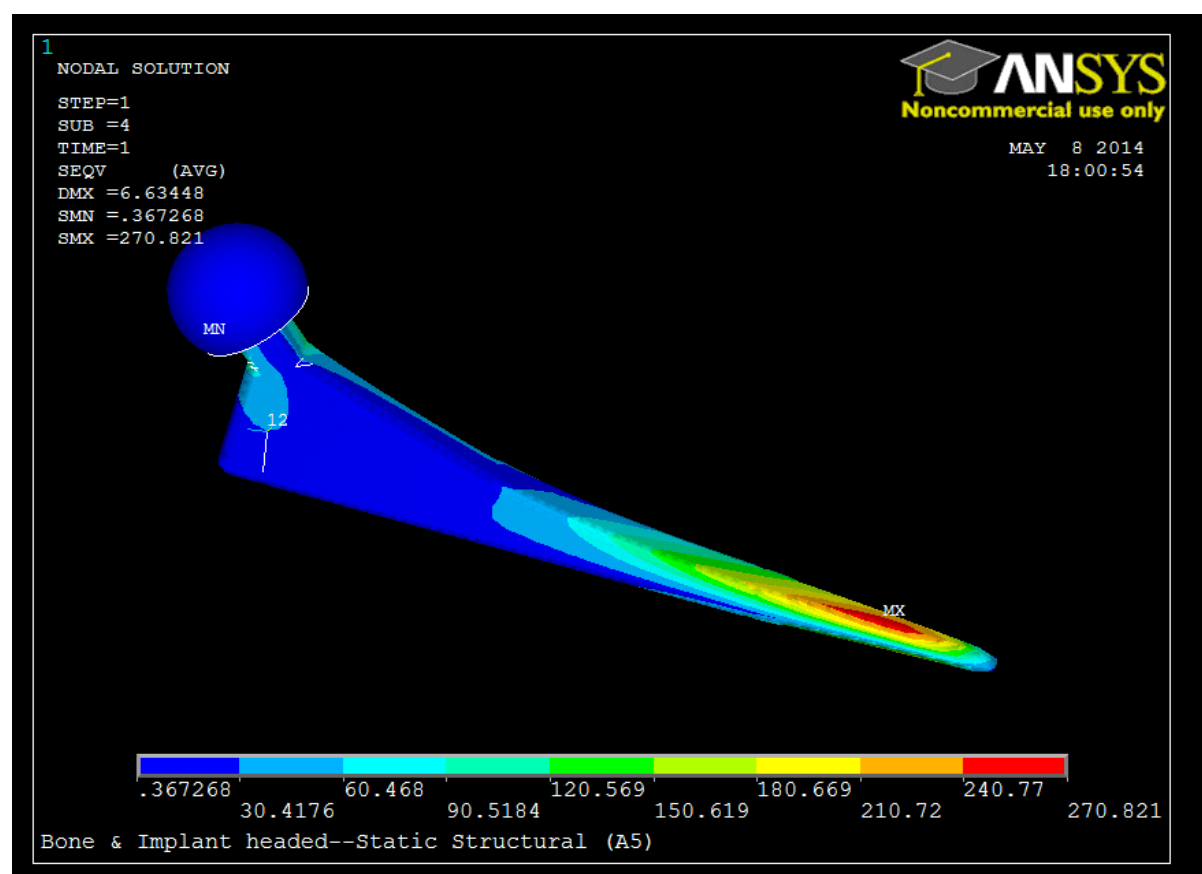 1
NODAL SOLUTION
STEP=1
SUB =4
TIME=1
SEQV (AVG)
DMX =6.63448
SMN =.367268
SMX =270.821
ANSYS
Noncommercial use only
MAY 8 2014
18:00:54
MN
12
MX
.367268 60.468 120.569 180.669 240.77
30.4176 90.5184 150.619 210.72 270.821
Bone & Implant headed--Static Structural (A5)